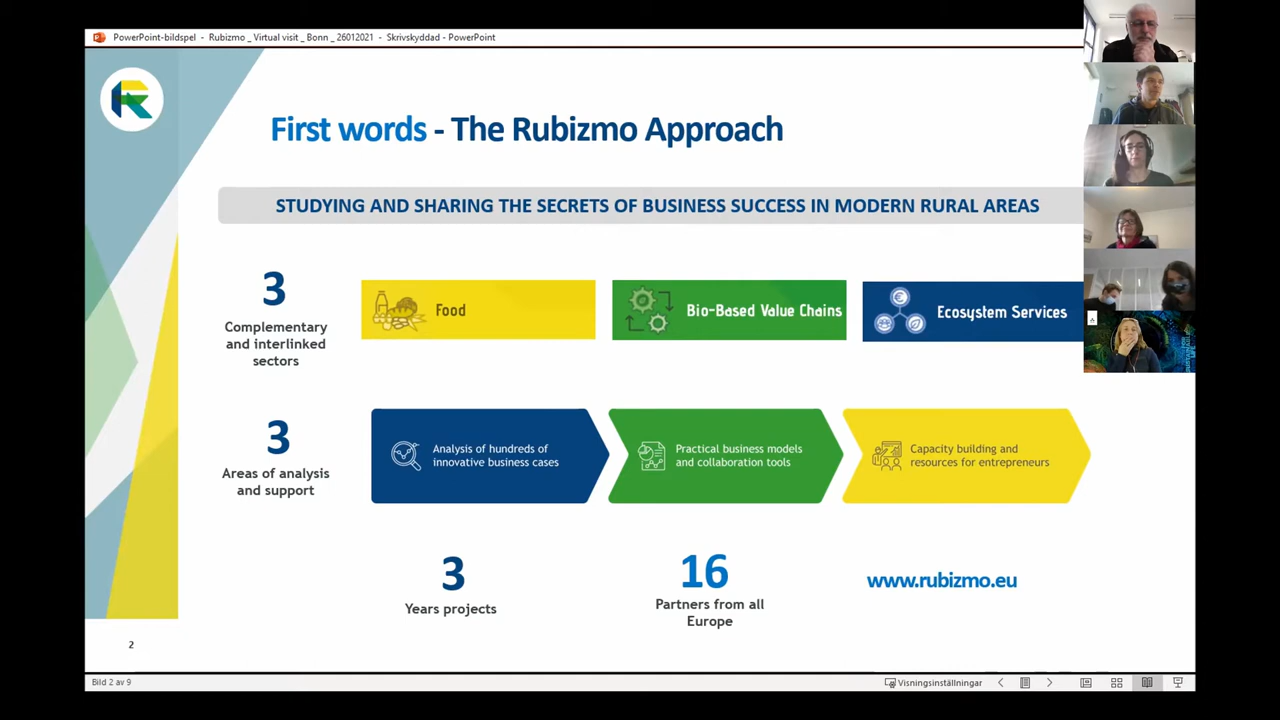 PowerPoint-bildspel - Rubizmo _ Virtual visit _ Bonn _ 26012021 - Skrivskyddad - PowerPoint
First words - The Rubizmo Approach
STUDYING AND SHARING THE SECRETS OF BUSINESS SUCCESS IN MODERN RURAL AREAS
3
Complementary
and interlinked
sectors
Food
Bio-Based Value Chains
Ecosystem Services
3
Areas of analysis
and support
Analysis of hundreds of
innovative business cases
Practical business models
and collaboration tools
Capacity building and
resources for entrepreneurs
3
Years projects
16
Partners from all
Europe
www.rubizmo.eu
2
Bild 2 av 9
Visningsinställningar